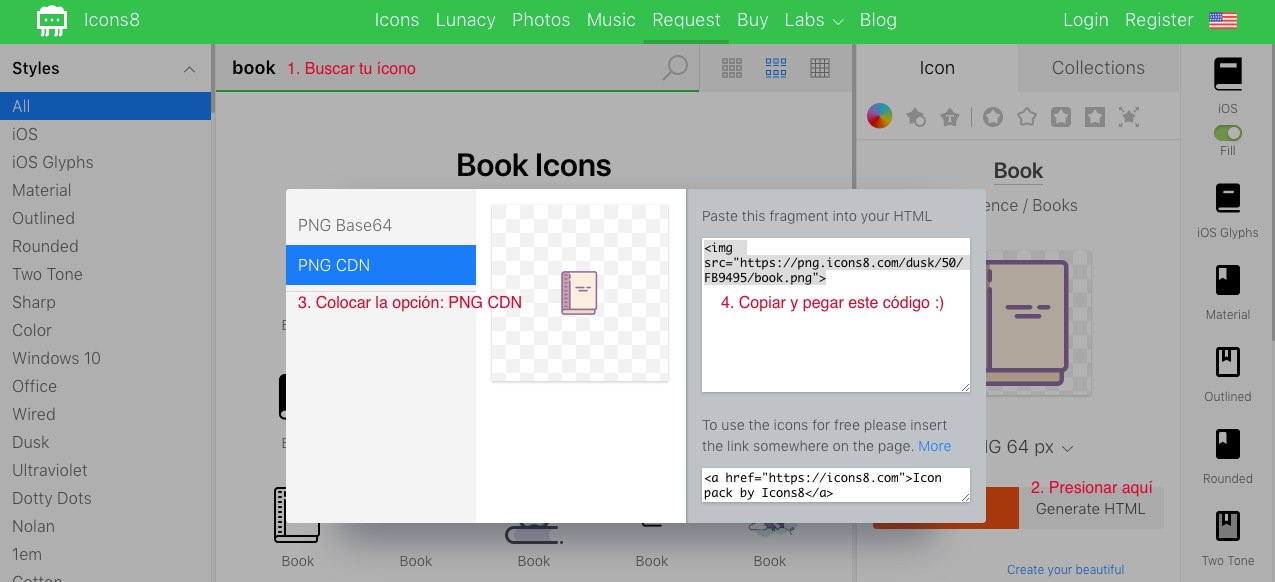 Icons8
Icons Lunacy Photos Music Request Buy Labs Blog
Login Register
Styles
All
iOS
iOS Glyphs
Material
Outlined
Rounded
Two Tone
Sharp
Color
Windows 10
Office
Wired
Dusk
Ultraviolet
Dotty Dots
Nolan
1em
book 1. Buscar tu ícono
Book Icons
PNG Base64
PNG CDN
3. Colocar la opción: PNG CDN
Paste this fragment into your HTML
<img
src="https://png.icons8.com/dusk/50/
FB9495/book.png">
4. Copiar y pegar este código :)
To use the icons for free please insert
the link somewhere on the page. More
<a href="https://icons8.com">Icon
pack by Icons8</a>
Book Book Book Book Book
Icon Collections
Book
ence / Books
64 px
2. Presionar aquí
Generate HTML
Create your beautiful
iOS
Fill
iOS Glyphs
Material
Outlined
Rounded
Two Tone